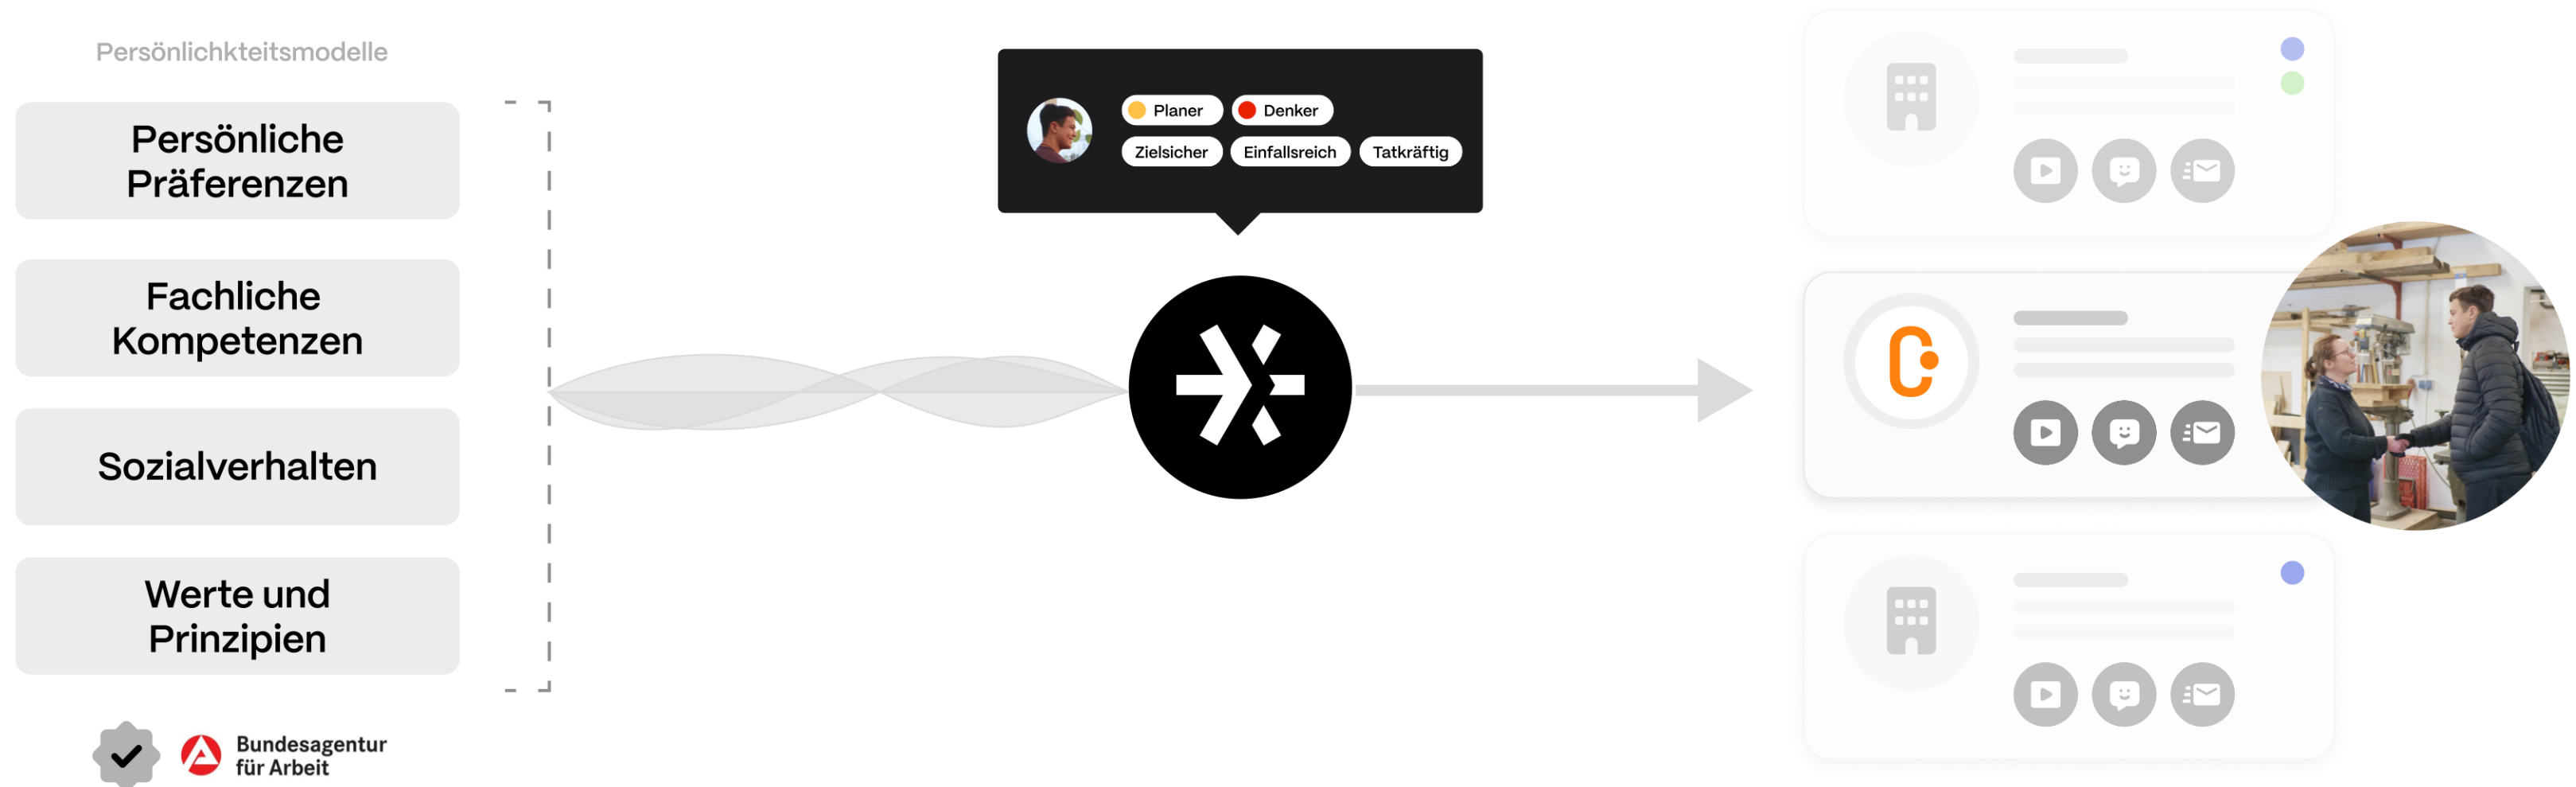 Persönlichkteitsmodelle
Persönliche
Präferenzen
Fachliche
Kompetenzen
Sozialverhalten
Werte und
Prinzipien
Bundesagentur
für Arbeit
Planer
Denker
Zielsicher
Einfallsreich
Tatkräftig